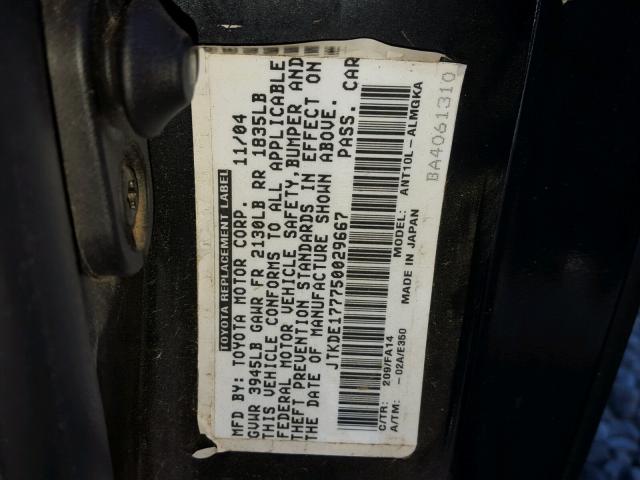 TOYOTA REPLACEMENT LABEL
MFD BY: TOYOTA MOTOR CORP. 11/04
GVWR 3945LB GAWR FR 2130LB RR 1835LB
THIS VEHICLE CONFORMS TO ALL APPLICABLE
FEDERAL MOTOR VEHICLE SAFETY,BUMPER AND
THEFT PREVENTION STANDARDS IN EFFECT ON
THE DATE OF MANUFACTURE SHOWN ABOVE.
JTKDE177750029667 PASS. CAR
C/TR: 209/FA14 MODEL: ANT10L-ALMGKA
A/TM: -02A/E350 MADE IN JAPAN
BA4061310